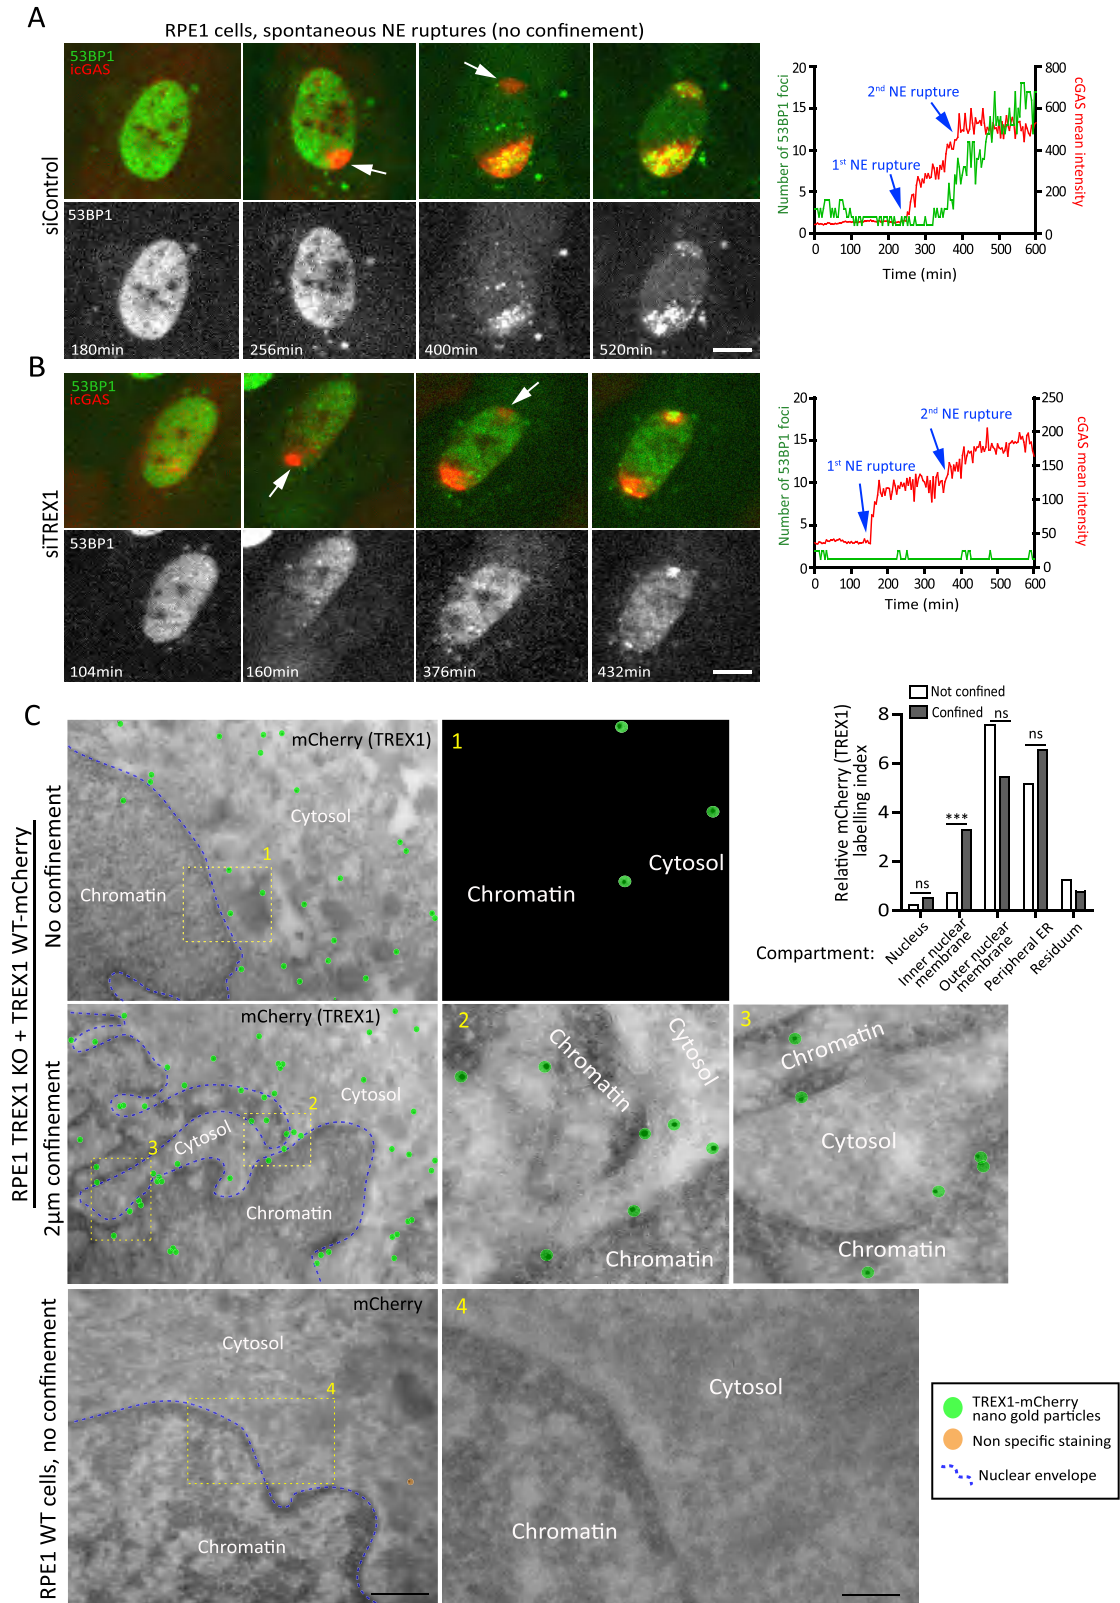 A
RPE1 cells, spontaneous NE ruptures (no confinement)
siControl
53BP1
icGAS
53BP1
180min
256min
400min
520min
Number of 53BP1 foci
20
15
10
5
0
800
600
400
200
0
cGAS mean intensity
2nd NE rupture
1st NE rupture
0 100 200 300 400 500 600
Time (min)
B
siTREX1
53BP1
icGAS
53BP1
104min
160min
376min
432min
Number of 53BP1 foci
20
15
10
5
0
250
200
150
100
50
0
cGAS mean intensity
2nd NE rupture
1st NE rupture
0 100 200 300 400 500 600
Time (min)
C
RPE1 TREX1 KO + TREX1 WT-mCherry
No confinement
mCherry (TREX1)
Cytosol
1
Chromatin
1
Chromatin
Cytosol
Not confined
Confined
Relative mCherry (TREX1)
labelling index
8
6
4
2
0
ns
***
ns
ns
Compartment:
Nucleus
Inner nuclear
membrane
Outer nuclear
membrane
Peripheral ER
Residuum
2µm confinement
mCherry (TREX1)
Cytosol
2
Cytosol
3
Chromatin
2
Chromatin
Cytosol
Chromatin
3
Chromatin
Cytosol
Chromatin
RPE1 WT cells, no confinement
mCherry
Cytosol
4
Chromatin
4
Cytosol
Chromatin
TREX1-mCherry
nano gold particles
Non specific staining
Nuclear envelope